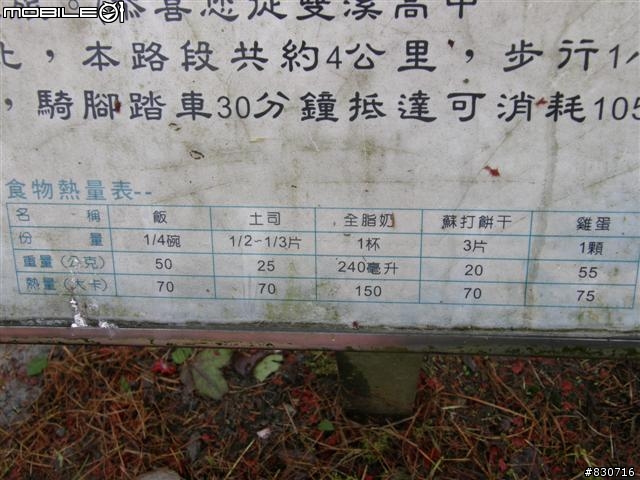 MOBILE01
恭喜您從雙溪高中
，本路段共約4公里，步行1小
，騎腳踏車30分鐘抵達可消耗105
食物熱量表--
名稱 飯 土司 全脂奶 蘇打餅干 雞蛋
份量 1/4碗 1/2~1/3片 1杯 3片 1顆
重量(公克) 50 25 240毫升 20 55
熱量(大卡) 70 70 150 70 75
#830716